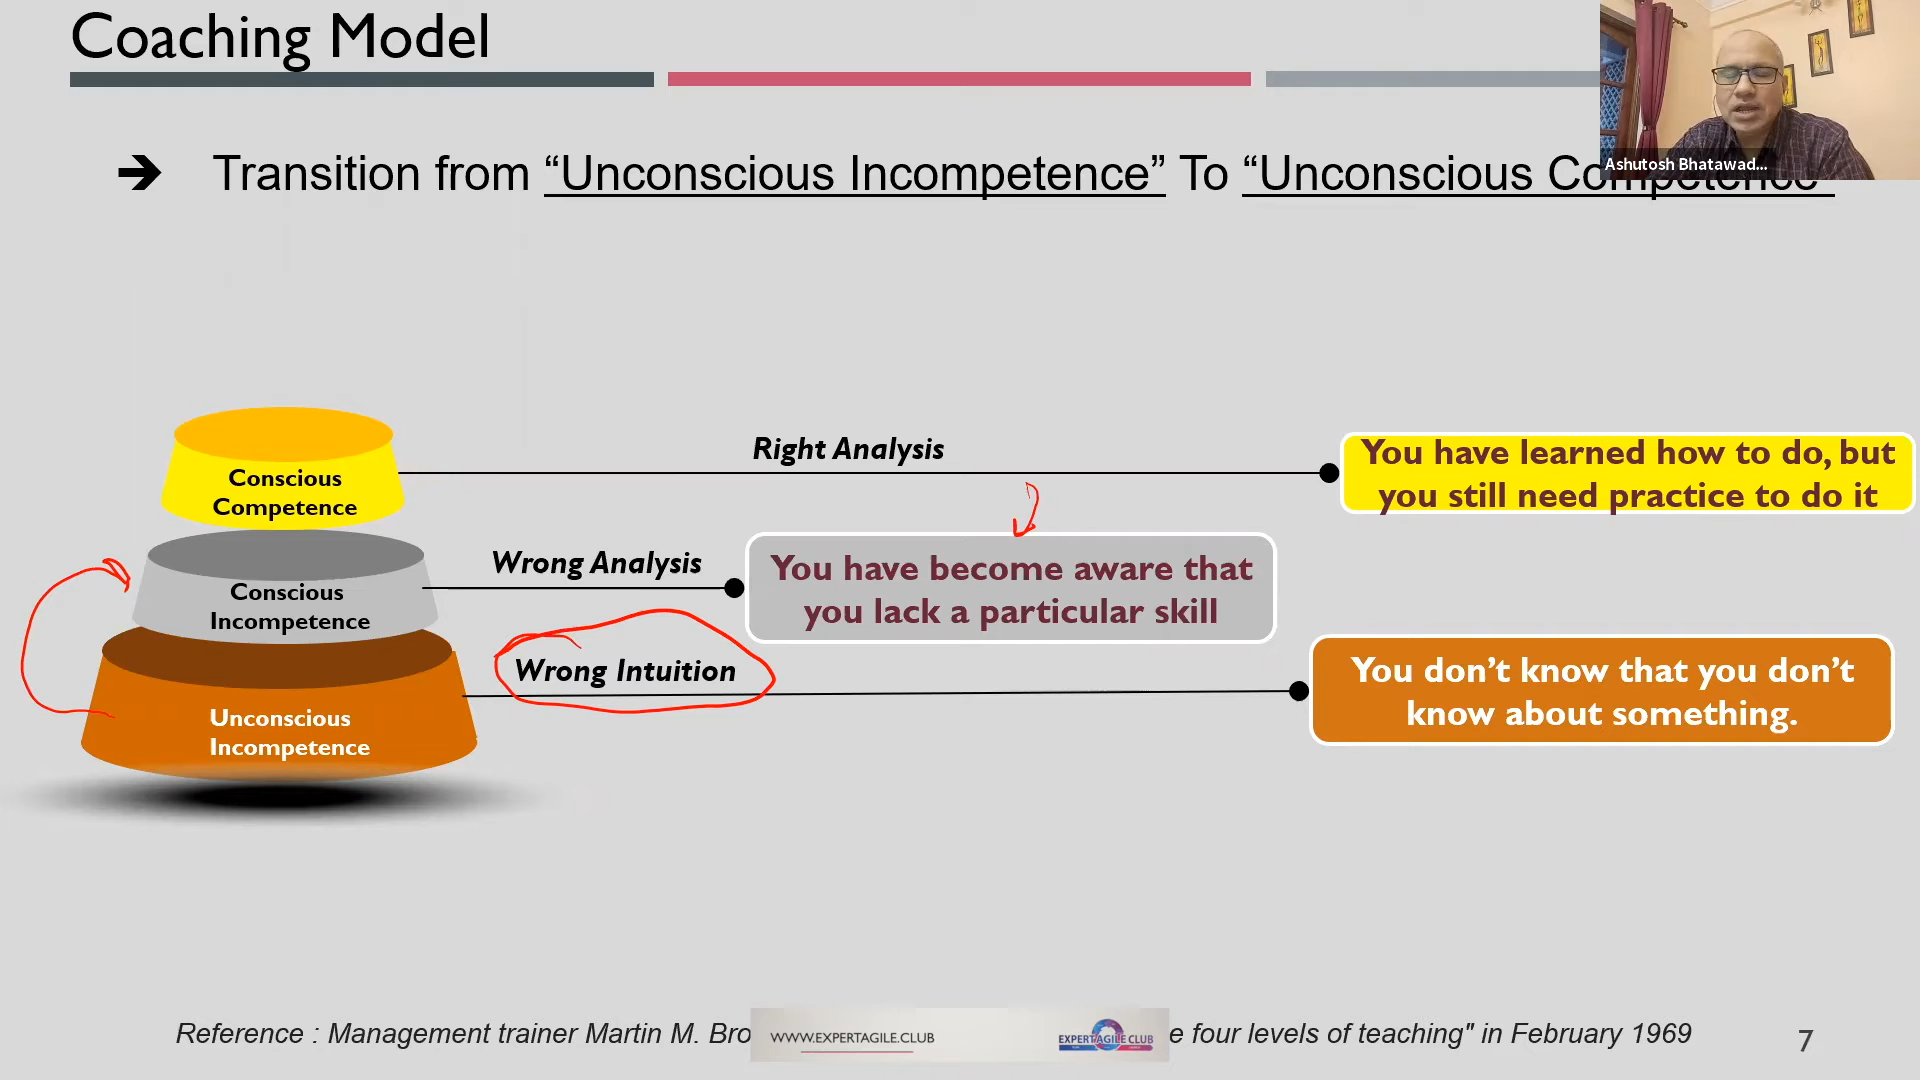 Coaching Model
Ashutosh Bhatawad...
➔ Transition from “Unconscious Incompetence” To “Unconscious Competence”
Conscious
Competence
Right Analysis
You have learned how to do, but
you still need practice to do it
Conscious
Incompetence
Wrong Analysis
You have become aware that
you lack a particular skill
Unconscious
Incompetence
Wrong Intuition
You don’t know that you don’t
know about something.
Reference : Management trainer Martin M. Bro
WWW.EXPERTAGILE.CLUB
EXPERT AGILE CLUB
e four levels of teaching" in February 1969
7